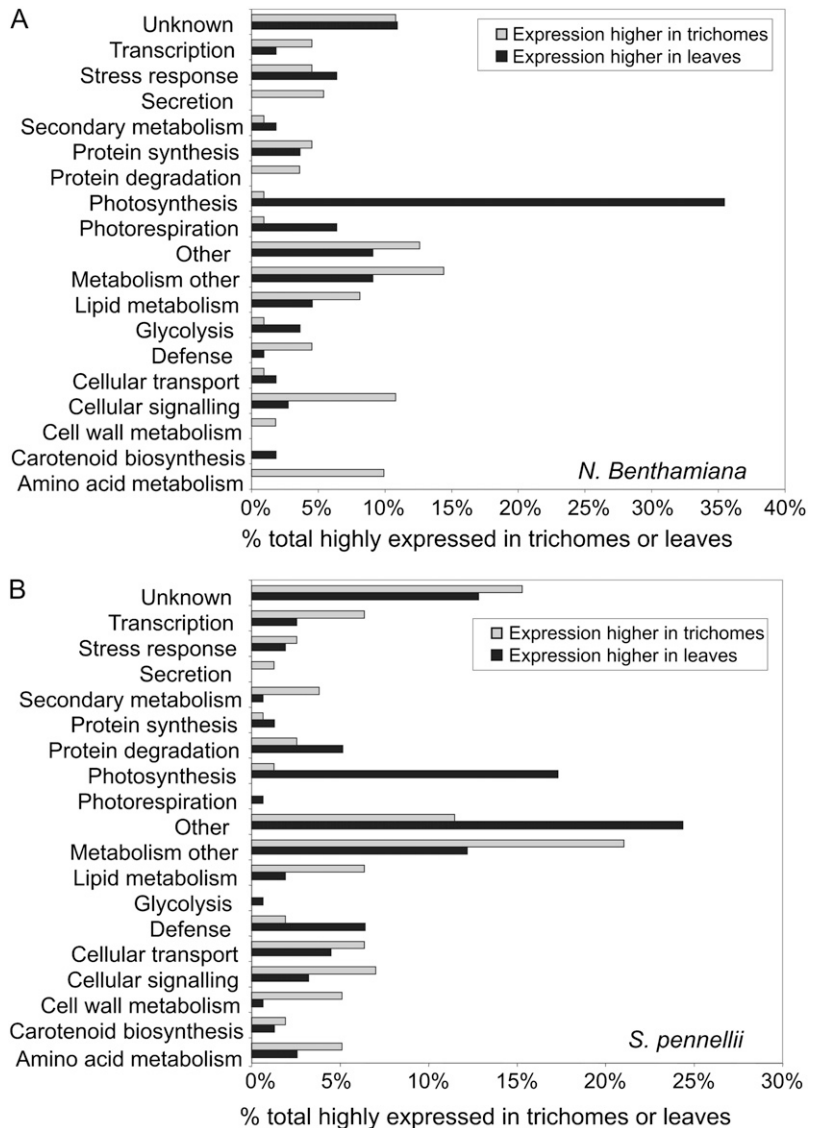 A
Expression higher in trichomes
Expression higher in leaves
Unknown
Transcription
Stress response
Secretion
Secondary metabolism
Protein synthesis
Protein degradation
Photosynthesis
Photorespiration
Other
Metabolism other
Lipid metabolism
Glycolysis
Defense
Cellular transport
Cellular signalling
Cell wall metabolism
Carotenoid biosynthesis
Amino acid metabolism
N. Benthamiana
0% 5% 10% 15% 20% 25% 30% 35% 40%
% total highly expressed in trichomes or leaves
B
Expression higher in trichomes
Expression higher in leaves
Unknown
Transcription
Stress response
Secretion
Secondary metabolism
Protein synthesis
Protein degradation
Photosynthesis
Photorespiration
Other
Metabolism other
Lipid metabolism
Glycolysis
Defense
Cellular transport
Cellular signalling
Cell wall metabolism
Carotenoid biosynthesis
Amino acid metabolism
S. pennellii
0% 5% 10% 15% 20% 25% 30%
% total highly expressed in trichomes or leaves